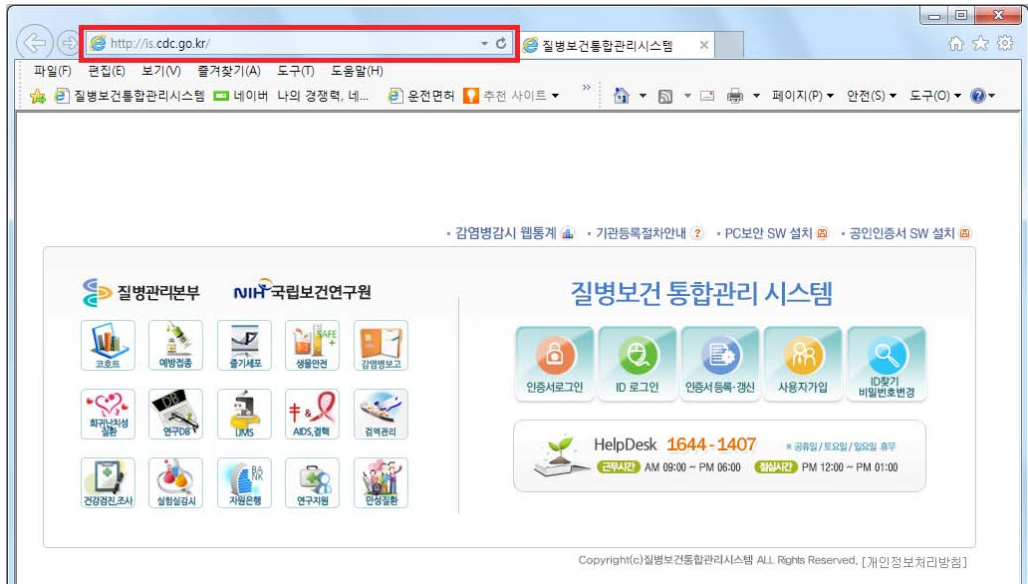 http://is.cdc.go.kr/
질병보건통합관리시스템
파일(F) 편집(E) 보기(V) 즐겨찾기(A) 도구(T) 도움말(H)
질병보건통합관리시스템 네이버 나의 경쟁력, 네... 운전면허 추천 사이트 페이지(P) 안전(S) 도구(O)
감염병감시 웹통계 기관등록절차안내 PC보안 SW 설치 공인인증서 SW 설치
질병관리본부 NIH 국립보건연구원
질병보건 통합관리 시스템
코호트 예방접종 줄기세포 생물안전 감염병보고
인증서로그인 ID 로그인 인증서등록·갱신 사용자가입 ID찾기
비밀번호변경
희귀난치성
질환 연구DB LIMS AIDS,결핵 검역관리
HelpDesk 1644-1407 ※ 공휴일/토요일/일요일 휴무
근무시간 AM 09:00 ~ PM 06:00 점심시간 PM 12:00 ~ PM 01:00
건강검진,조사 실험실감시 자원은행 연구지원 만성질환
Copyright(c)질병보건통합관리시스템 ALL Rights Reserved. [개인정보처리방침]